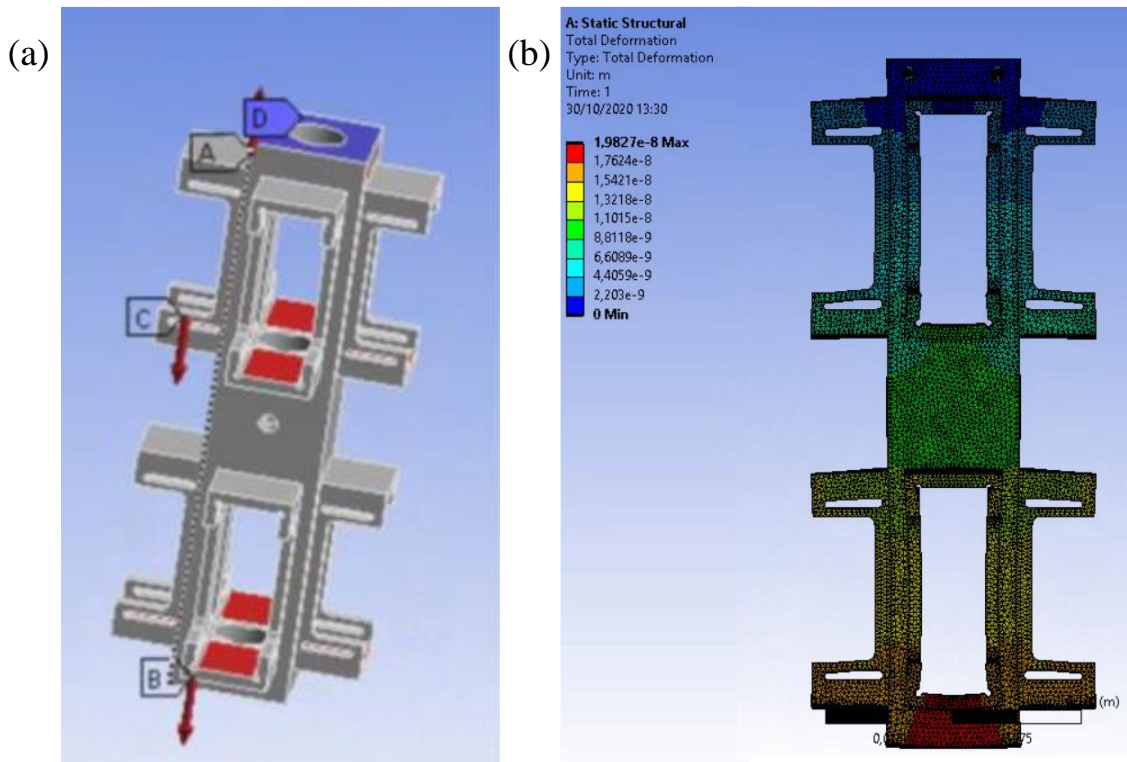 (a)
D
A
C
B
(b)
A: Static Structural
Total Deformation
Type: Total Deformation
Unit: m
Time: 1
30/10/2020 13:30
1,9827e-8 Max
1,7624e-8
1,5421e-8
1,3218e-8
1,1015e-8
8,8118e-9
6,6089e-9
4,4059e-9
2,203e-9
0 Min
(m)